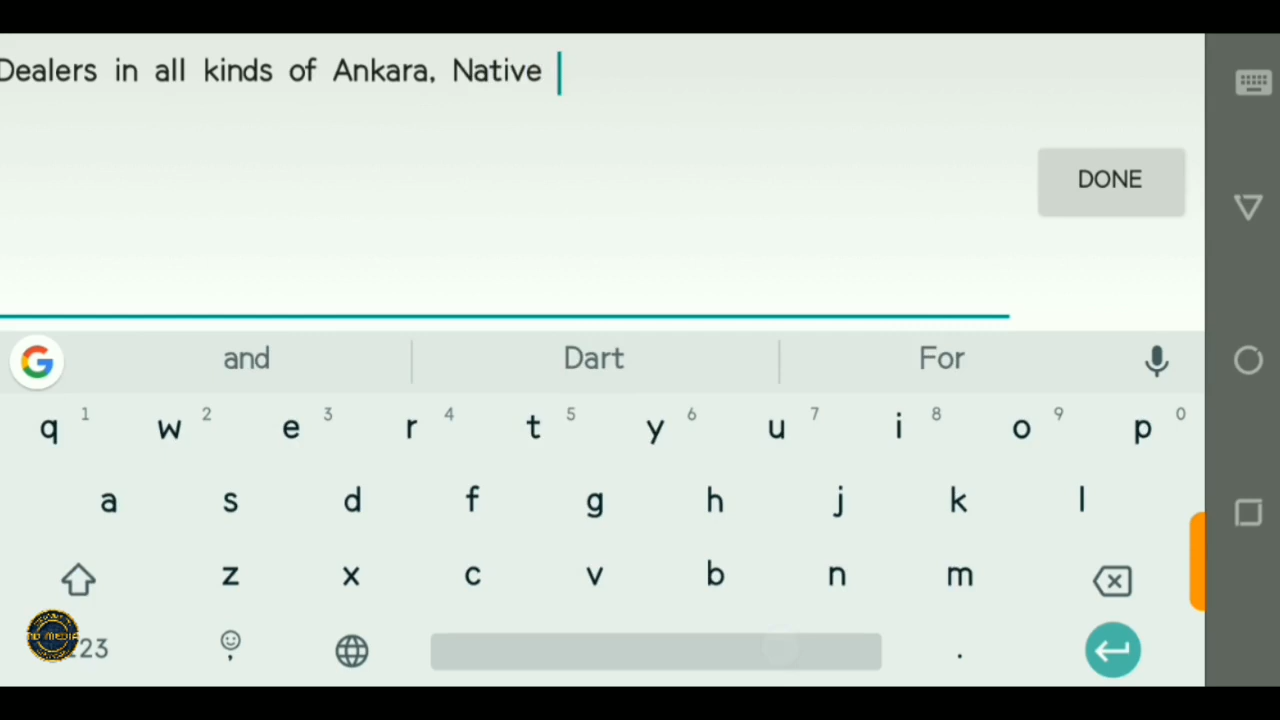 Dealers in all kinds of Ankara, Native
DONE
and Dart For
q 1 w 2 e 3 r 4 t 5 y 6 u 7 i 8 o 9 p 0
a s d f g h j k l
z x c v b n m
MEDIA 23 , .